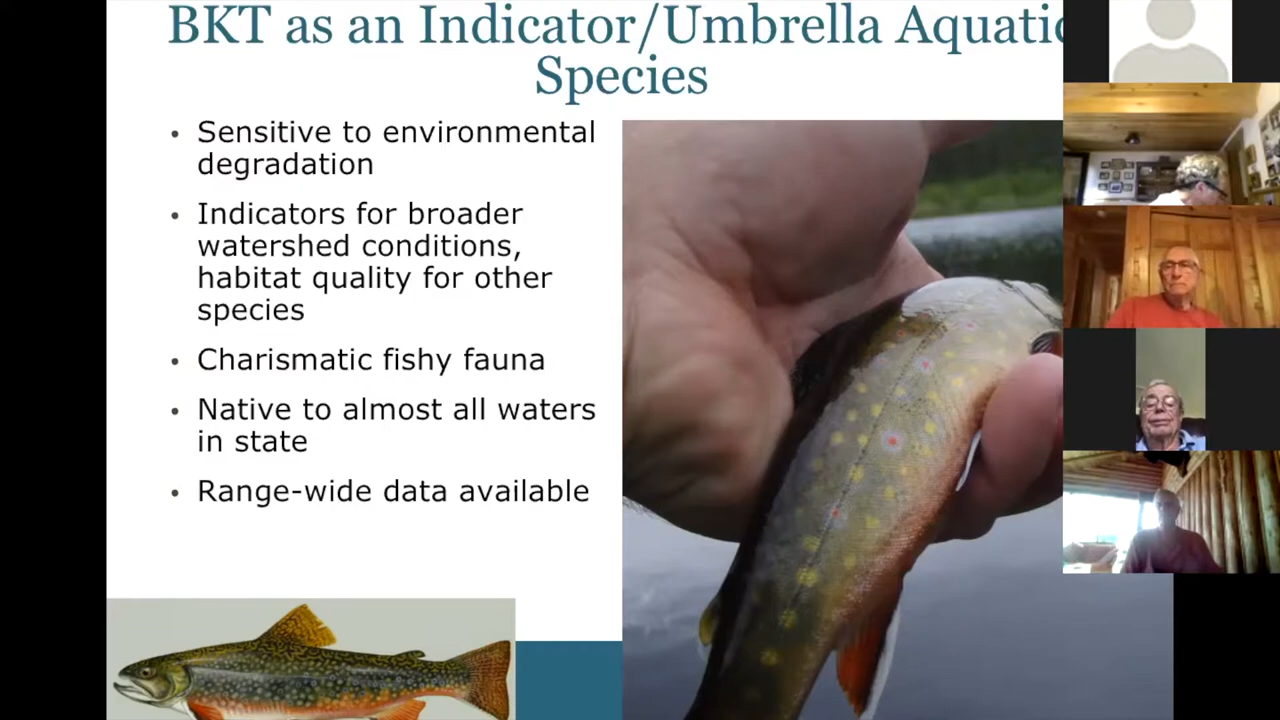 BKT as an Indicator/Umbrella Aquatic
Species
• Sensitive to environmental
degradation
• Indicators for broader
watershed conditions,
habitat quality for other
species
• Charismatic fishy fauna
• Native to almost all waters
in state
• Range-wide data available